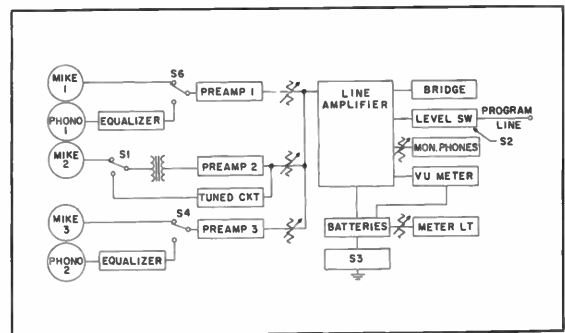 MIKE
1
S6
PREAMP 1
PHONO
1
EQUALIZER
MIKE
2
S1
PREAMP 2
TUNED CKT
MIKE
3
S4
PREAMP 3
PHONO
2
EQUALIZER
LINE
AMPLIFIER
BRIDGE
LEVEL SW
PROGRAM
LINE
S2
MON. PHONES
VU METER
BATTERIES
METER LT
S3